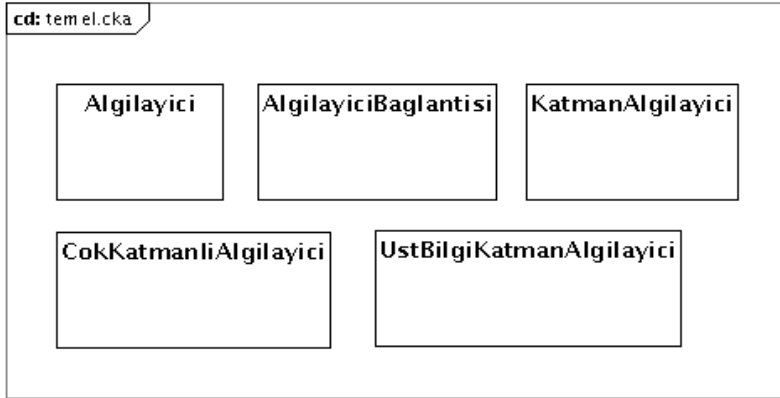 cd: temel.cka
Algilayici
AlgilayiciBaglantisi
KatmanAlgilayici
CokKatmanliAlgilayici
UstBilgiKatmanAlgilayici